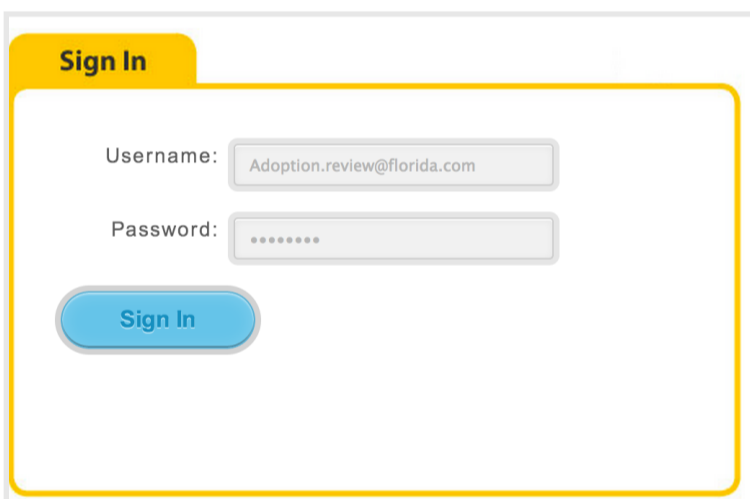 Sign In
Username: Adoption.review@florida.com
Password: ••••••••
Sign In